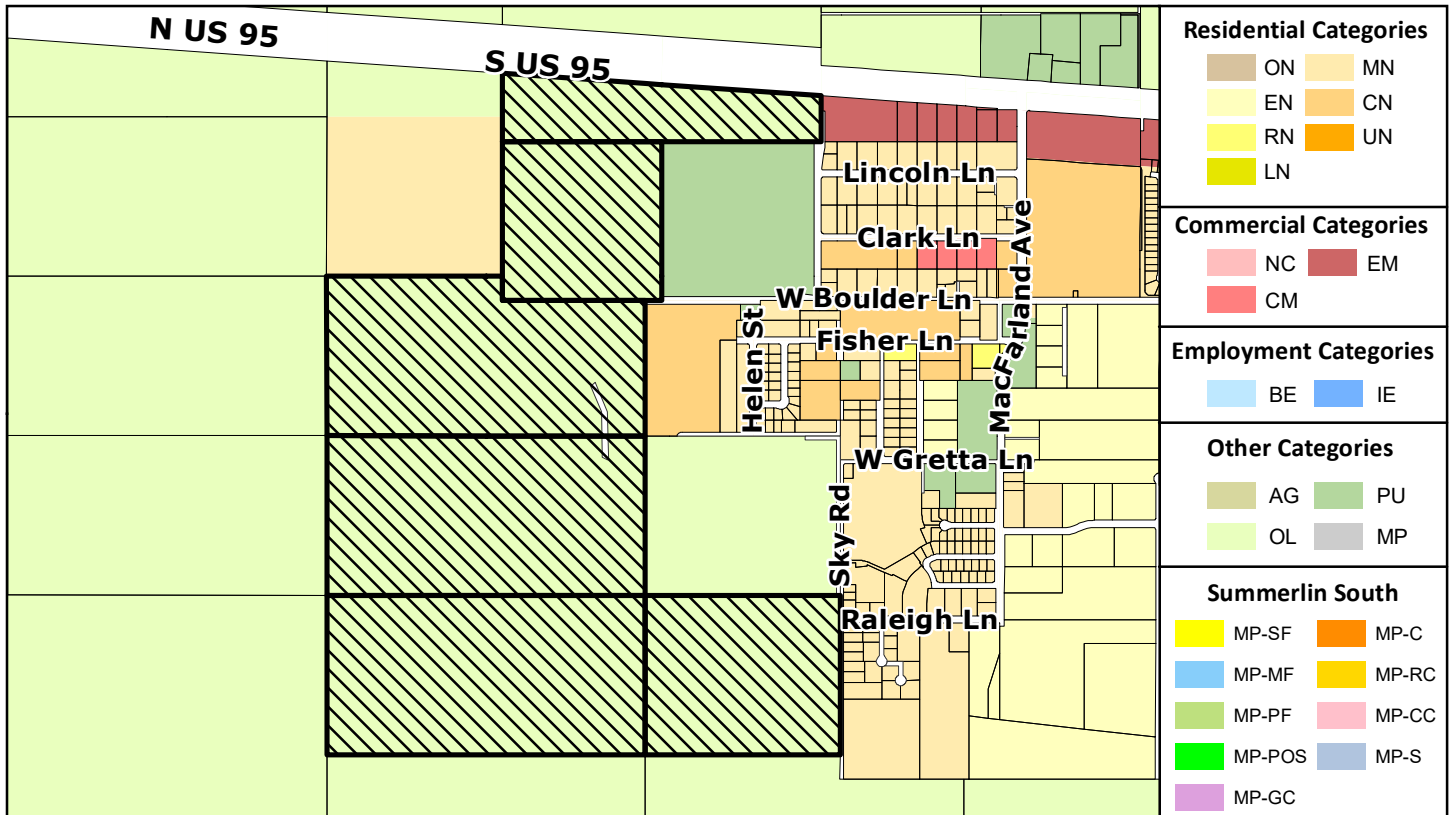 N US 95
S US 95
Lincoln Ln
Clark Ln
MacFarland Ave
W Boulder Ln
Helen St
Fisher Ln
W Gretta Ln
Sky Rd
Raleigh Ln
Residential Categories
ON MN
EN CN
RN UN
LN
Commercial Categories
NC EM
CM
Employment Categories
BE IE
Other Categories
AG PU
OL MP
Summerlin South
MP-SF MP-C
MP-MF MP-RC
MP-PF MP-CC
MP-POS MP-S
MP-GC